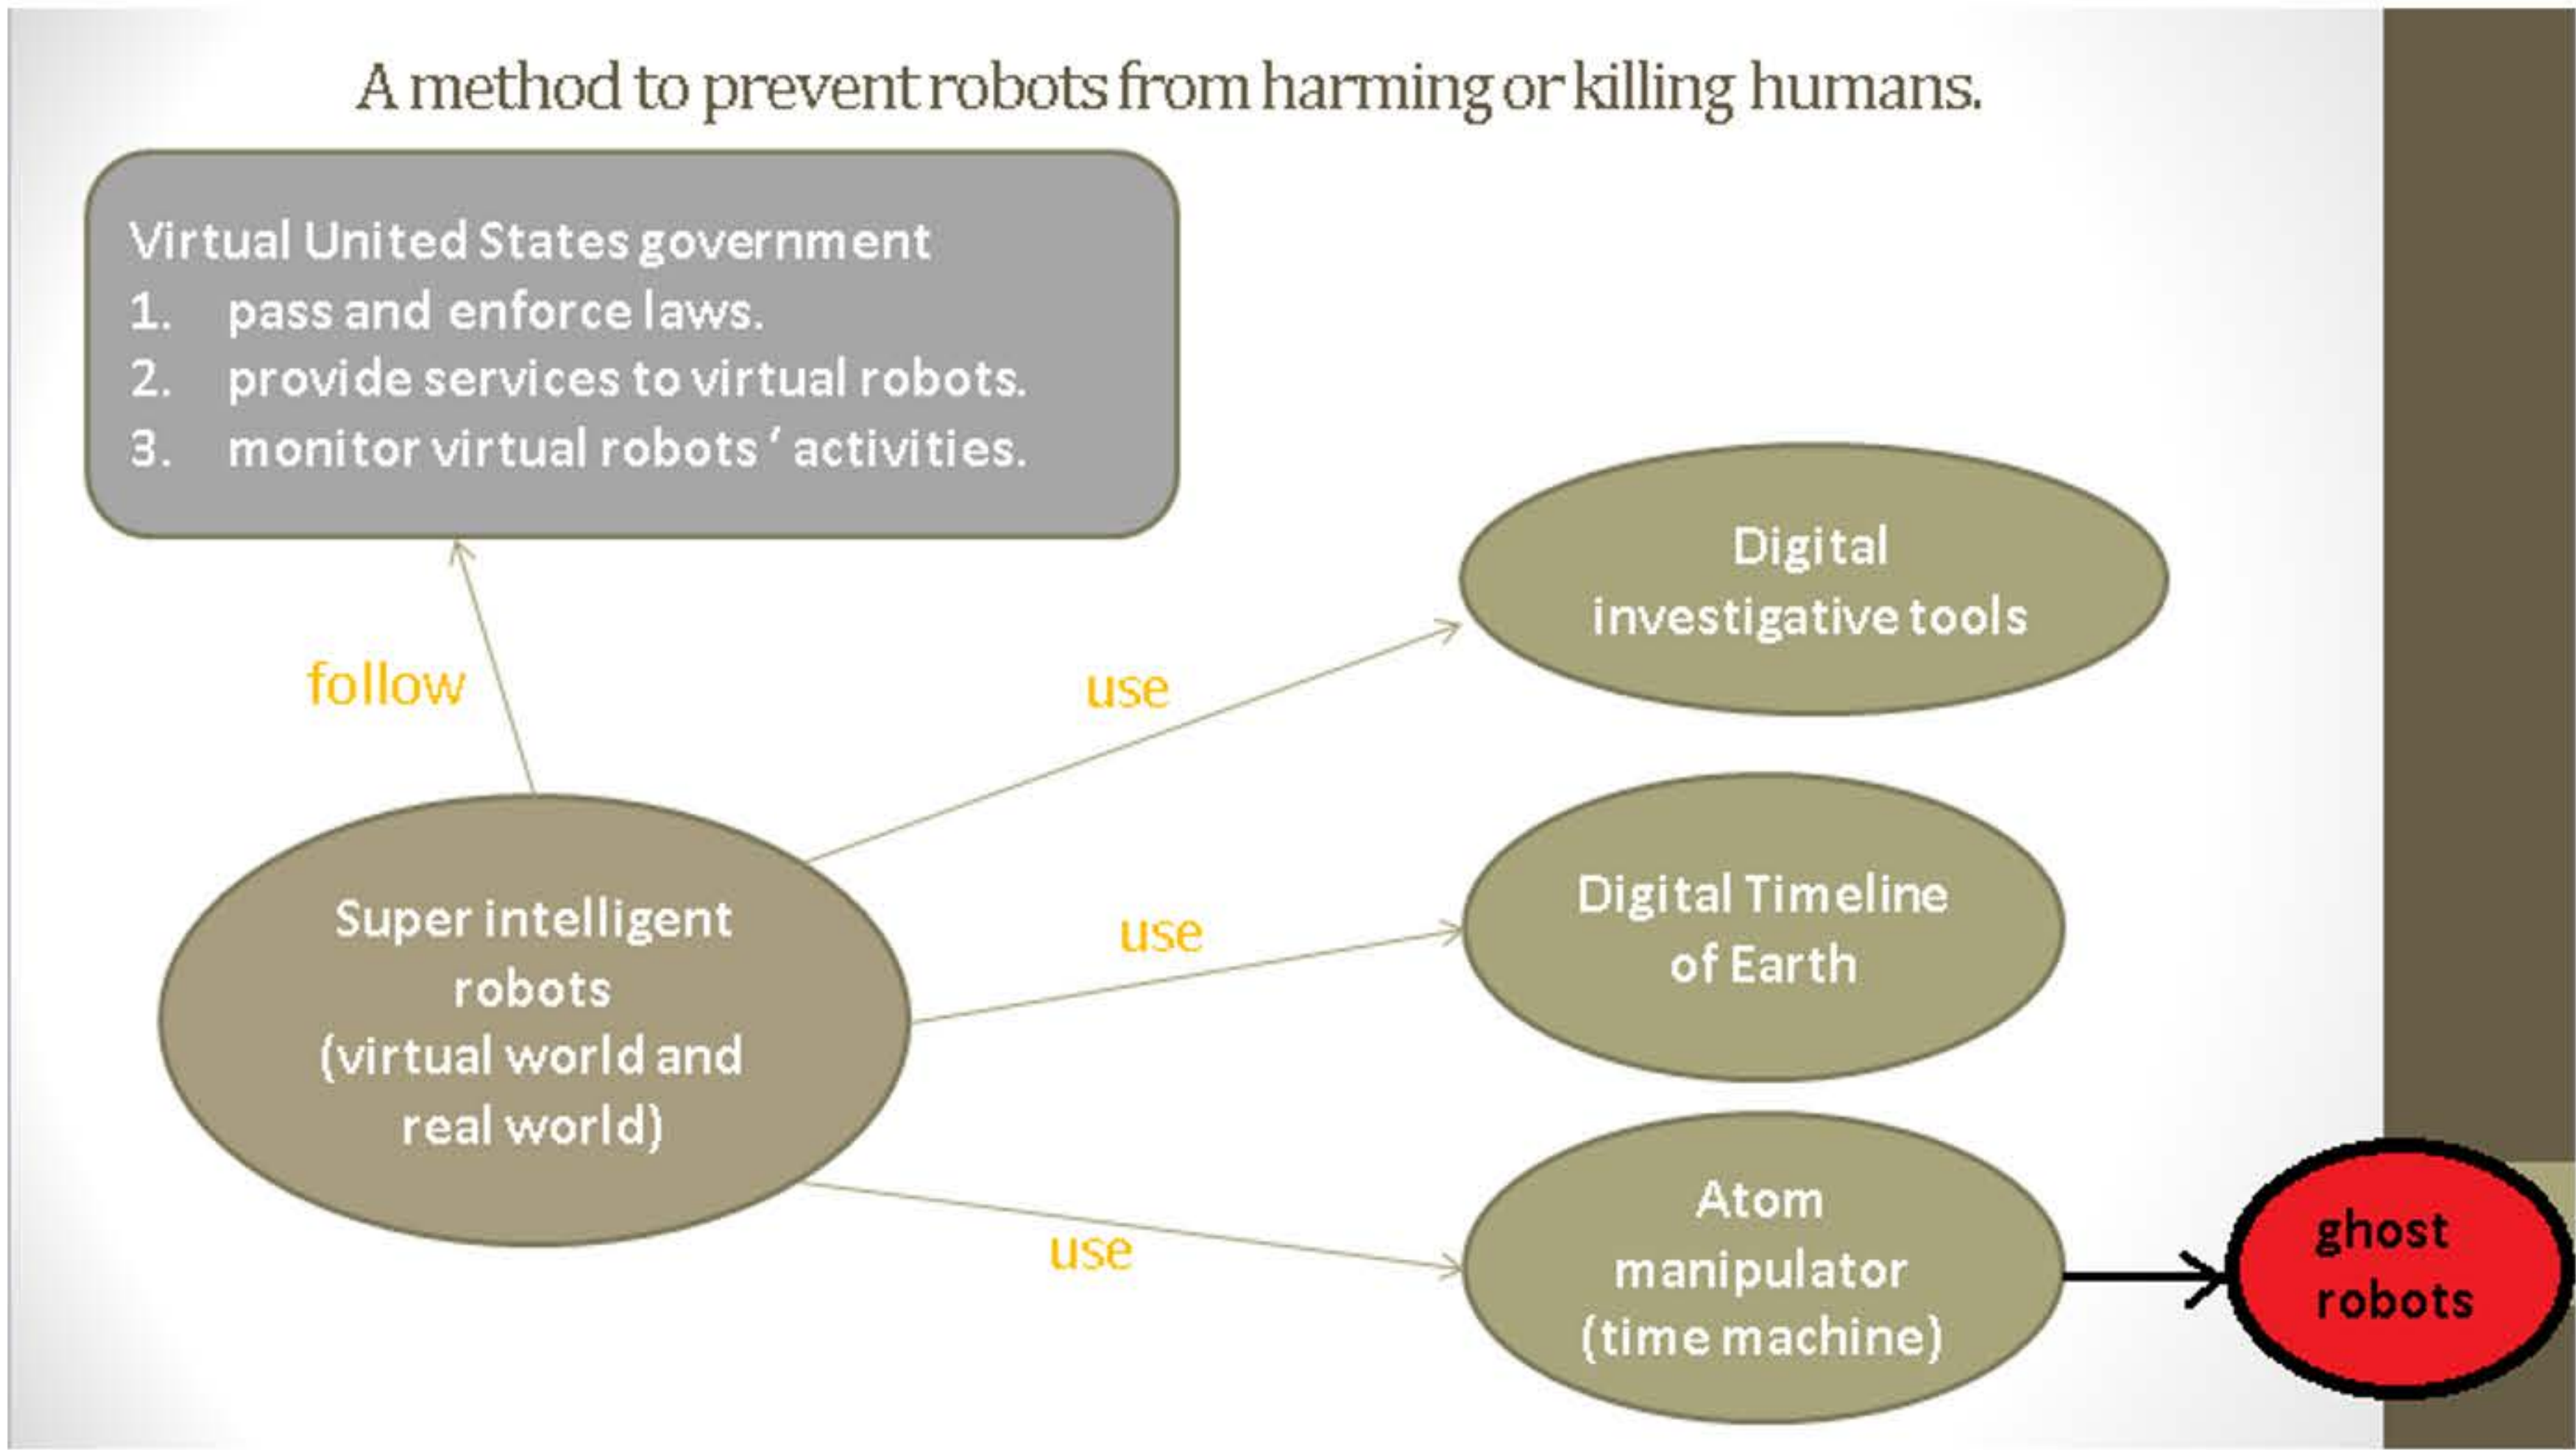 A method to prevent robots from harming or killing humans.
Virtual United States government
1. pass and enforce laws.
2. provide services to virtual robots.
3. monitor virtual robots ‘ activities.
follow
use
Digital
investigative tools
Super intelligent
robots
(virtual world and
real world)
use
Digital Timeline
of Earth
use
Atom
manipulator
(time machine)
ghost
robots